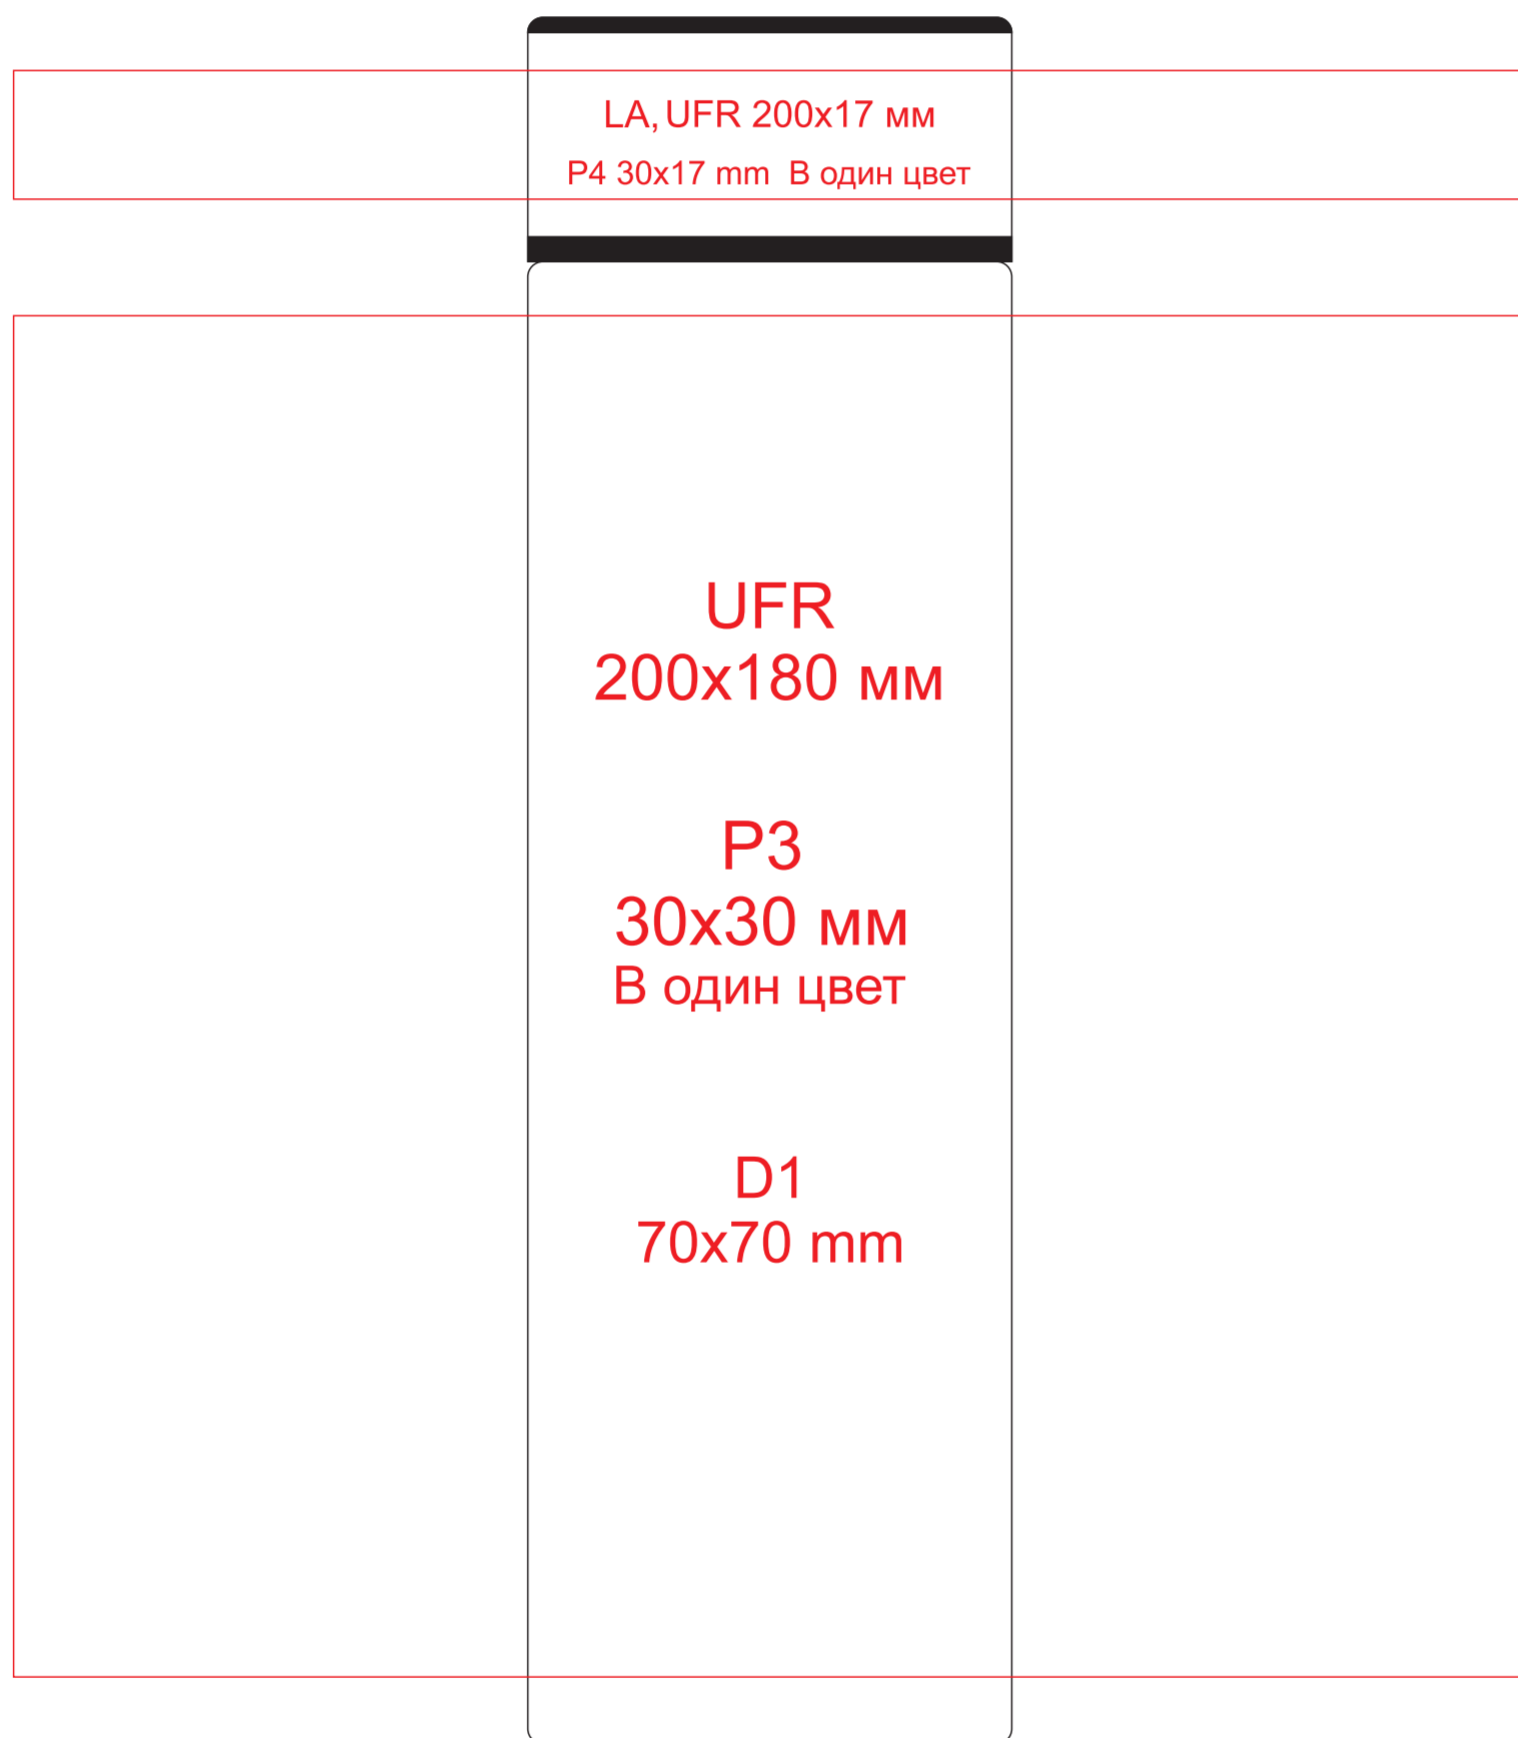 LA, UFR 200x17 мм
P4 30x17 mm В один цвет
UFR
200x180 мм
P3
30x30 мм
В один цвет
D1
70x70 mm